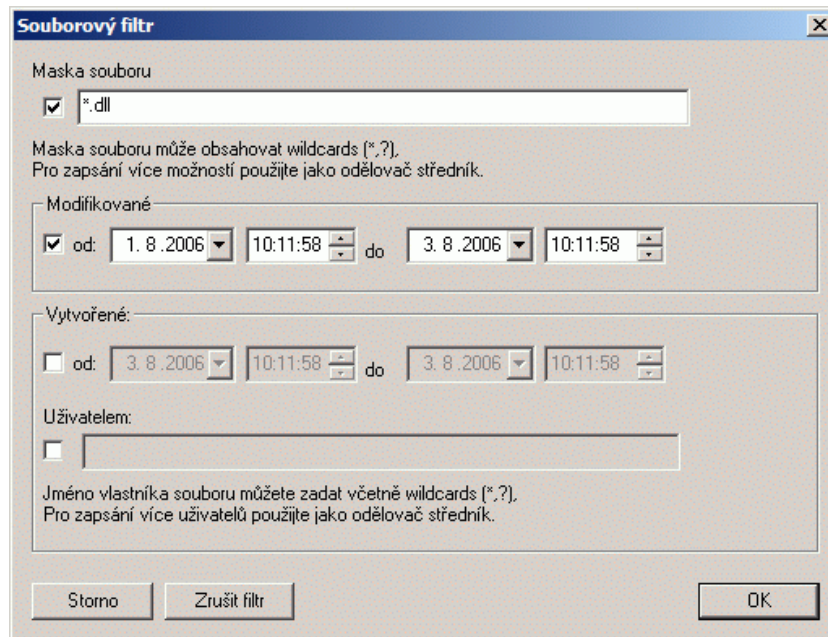 Souborový filtr
Maska souboru
*.dll
Maska souboru může obsahovat wildcards (*,?),
Pro zapsání více možností použijte jako odělovač středník.
Modifikované
od: 1. 8 .2006 10:11:58 do 3. 8 .2006 10:11:58
Vytvořené:
od: 3. 8 .2006 10:11:58 do 3. 8 .2006 10:11:58
Uživatelem:
Jméno vlastníka souboru můžete zadat včetně wildcards (*,?),
Pro zapsání více uživatelů použijte jako odělovač středník.
Storno Zrušit filtr OK